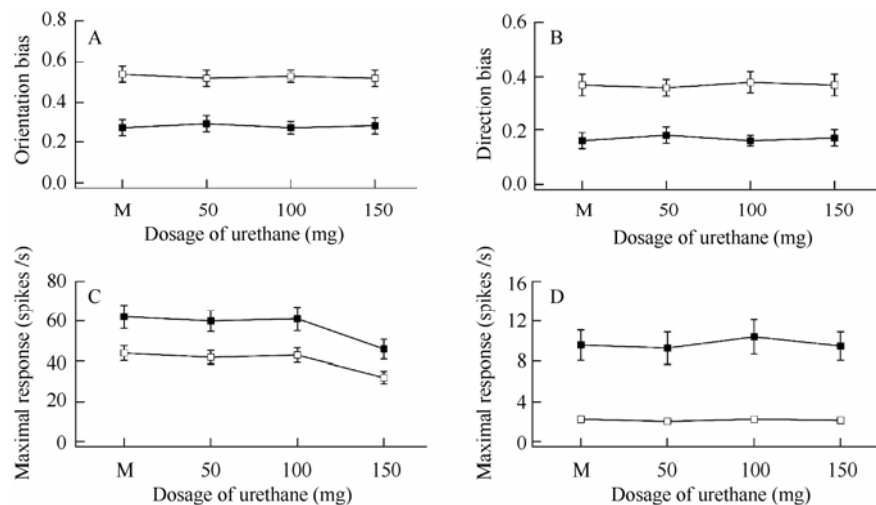 A
Orientation bias
0.8
0.6
0.4
0.2
0.0
M 50 100 150
Dosage of urethane (mg)
B
Direction bias
0.6
0.4
0.2
0.0
M 50 100 150
Dosage of urethane (mg)
C
Maximal response (spikes /s)
80
60
40
20
0
M 50 100 150
Dosage of urethane (mg)
D
Maximal response (spikes /s)
16
12
8
4
0
M 50 100 150
Dosage of urethane (mg)